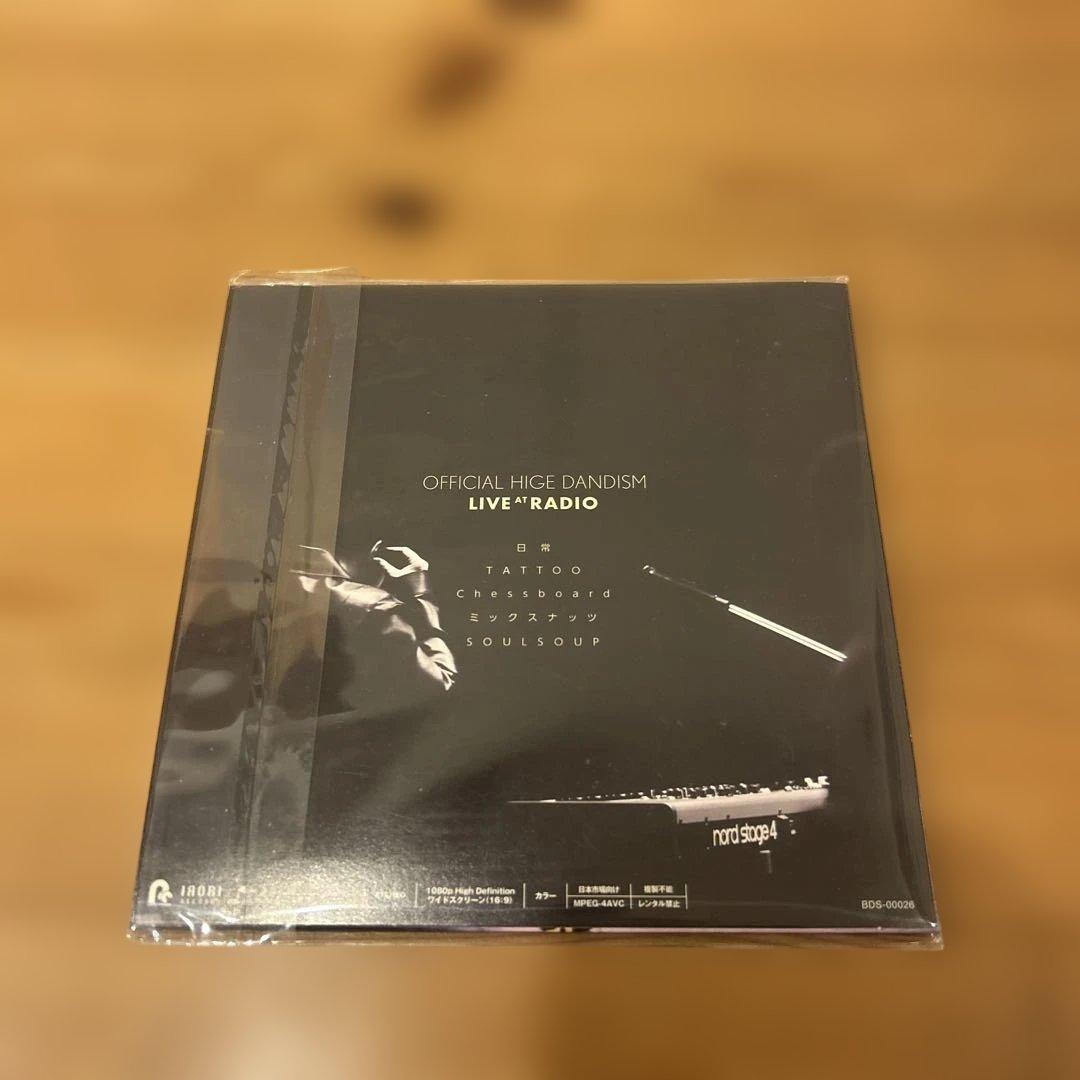 OFFICIAL HIGE DANDISM
LIVE AT RADIO
日常
TATTOO
Chessboard
ミックスナッツ
SOULSOUP
nord stage 4
IRORI
1080p High Definition
ワイドスクリーン(16:9)
カラー
日本市場向け
MPEG-4AVC
複製不能
レンタル禁止
BDS-00026